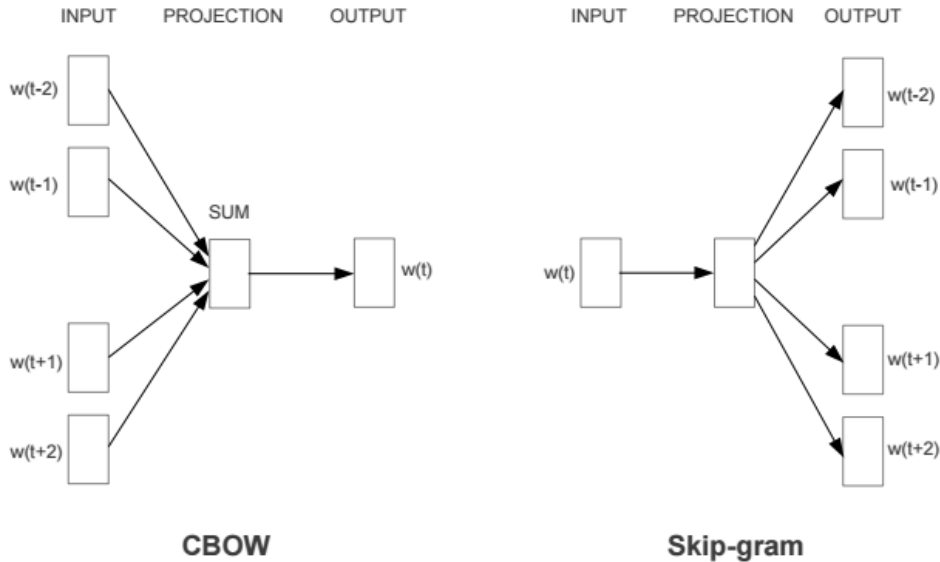 INPUT PROJECTION OUTPUT
w(t-2)
w(t-1)
SUM
w(t)
w(t+1)
w(t+2)
CBOW
INPUT PROJECTION OUTPUT
w(t-2)
w(t-1)
w(t)
w(t+1)
w(t+2)
Skip-gram